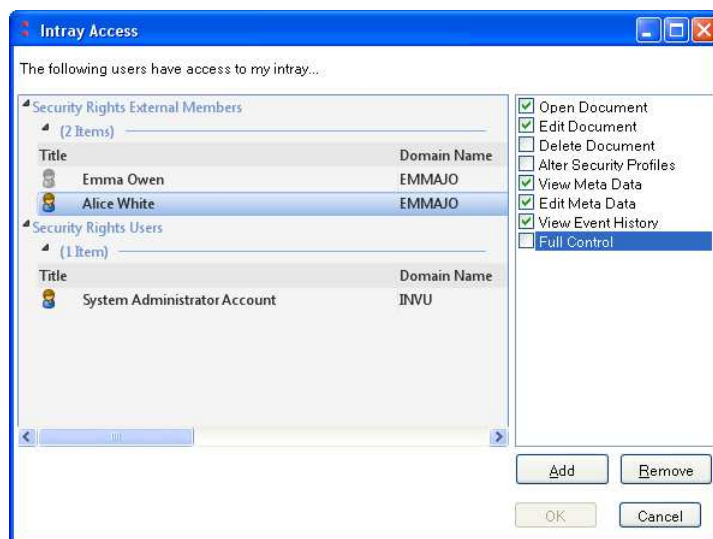 Intray Access
The following users have access to my intray...
Security Rights External Members
(2 Items)
Title Domain Name
Emma Owen EMMAJO
Alice White EMMAJO
Security Rights Users
(1 Item)
Title Domain Name
System Administrator Account INVU
Open Document
Edit Document
Delete Document
Alter Security Profiles
View Meta Data
Edit Meta Data
View Event History
Full Control
Add Remove
OK Cancel